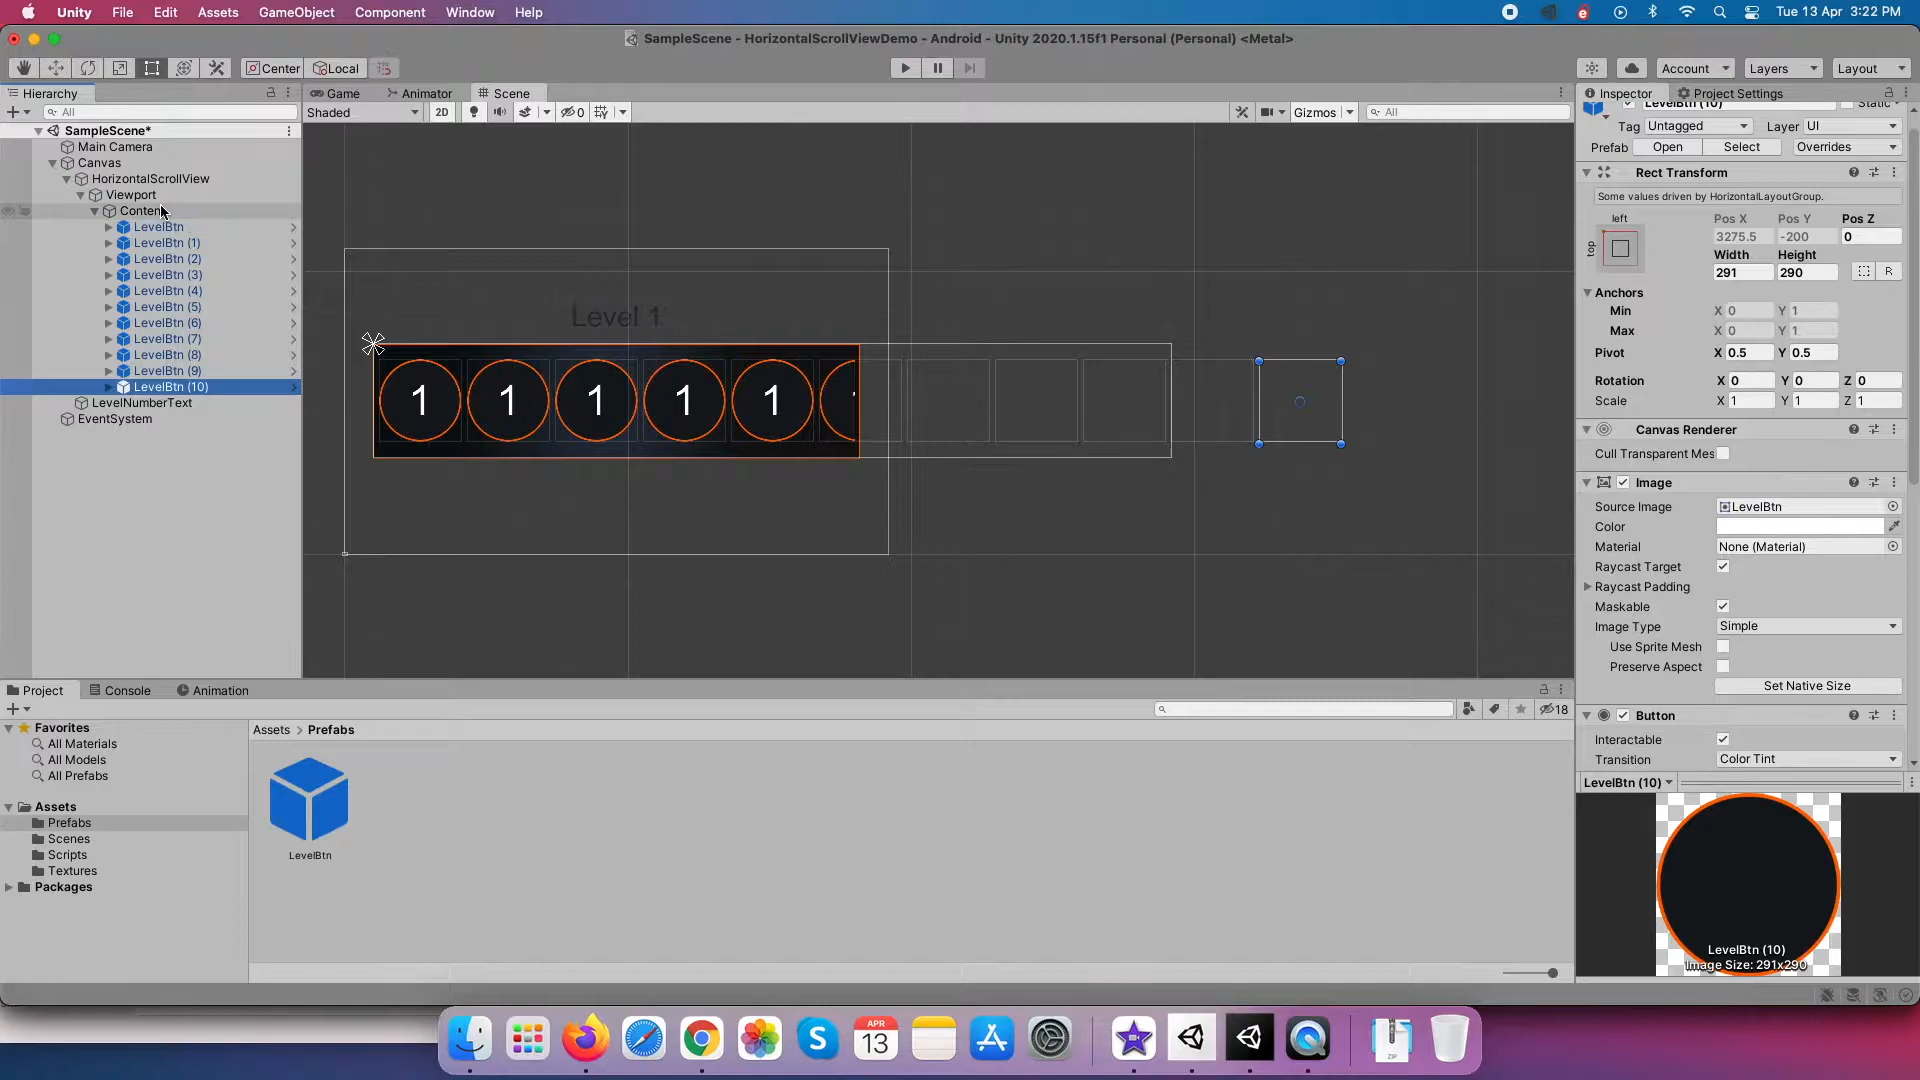 Unity File Edit Assets GameObject Component Window Help Tue 13 Apr 3:22 PM
SampleScene - HorizontalScrollViewDemo - Android - Unity 2020.1.15f1 Personal (Personal) <Metal>
Center Local Account Layers Layout
Hierarchy Game Animator Scene Inspector Project Settings
All Shaded 2D 0 Gizmos All LevelBtn (10) Static
SampleScene*
Main Camera
Canvas
HorizontalScrollView
Viewport
Content
LevelBtn
LevelBtn (1)
LevelBtn (2)
LevelBtn (3)
LevelBtn (4)
LevelBtn (5)
LevelBtn (6)
LevelBtn (7)
LevelBtn (8)
LevelBtn (9)
LevelBtn (10)
LevelNumberText
EventSystem
Level 1
1 1 1 1 1
Tag Untagged Layer UI
Prefab Open Select Overrides
Rect Transform
Some values driven by HorizontalLayoutGroup.
left Pos X Pos Y Pos Z
top 3275.5 -200 0
Width Height
291 290 R
Anchors
Min X 0 Y 1
Max X 0 Y 1
Pivot X 0.5 Y 0.5
Rotation X 0 Y 0 Z 0
Scale X 1 Y 1 Z 1
Canvas Renderer
Cull Transparent Mes
Image
Source Image LevelBtn
Color
Material None (Material)
Raycast Target
Raycast Padding
Maskable
Image Type Simple
Use Sprite Mesh
Preserve Aspect
Set Native Size
Button
Interactable
Transition Color Tint
LevelBtn (10)
LevelBtn (10)
Image Size: 291x290
Project Console Animation
18
Favorites
All Materials
All Models
All Prefabs
Assets
Prefabs
Scenes
Scripts
Textures
Packages
Assets > Prefabs
LevelBtn
APR
13
ZIP